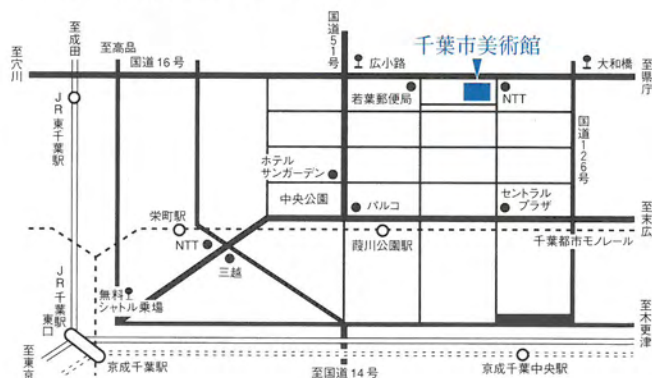 至成田
至高品
至穴川
国道16号
国道51号
広小路
千葉市美術館
大和橋
至県庁
JR東千葉駅
若葉郵便局
NTT
国道126号
ホテル
サンガーデン
中央公園
パルコ
セントラル
プラザ
栄町駅
至末広
NTT
葭川公園駅
千葉都市モノレール
三越
無料
シャトル乗場
JR千葉駅
東口
至木更津
至東京
京成千葉駅
至国道14号
京成千葉中央駅